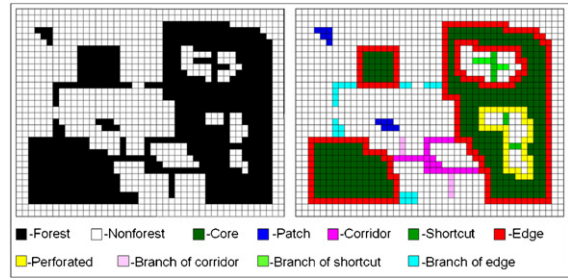 -Forest -Nonforest -Core -Patch -Corridor -Shortcut -Edge
-Perforated -Branch of corridor -Branch of shortcut -Branch of edge